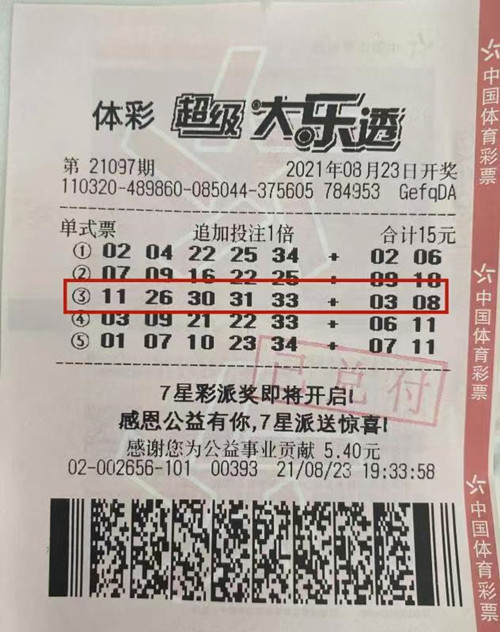 体彩 超级大乐透
第 21097期 2021年08月23日开奖
110320-489860-085044-375605 784953 GefqDA
单式票 追加投注1倍 合计15元
① 02 04 22 25 34 + 02 06
② 07 09 16 22 25 + 09 10
③ 11 26 30 31 33 + 03 08
④ 03 09 21 22 33 + 06 11
⑤ 01 07 10 23 34 + 07 11
已兑付
7星彩派奖即将开启!
感恩公益有你,7星派送惊喜!
感谢您为公益事业贡献 5.40元
02-002656-101 00393 21/08/23 19:33:58
中国体育彩票
中国体育彩票
中国体育彩票